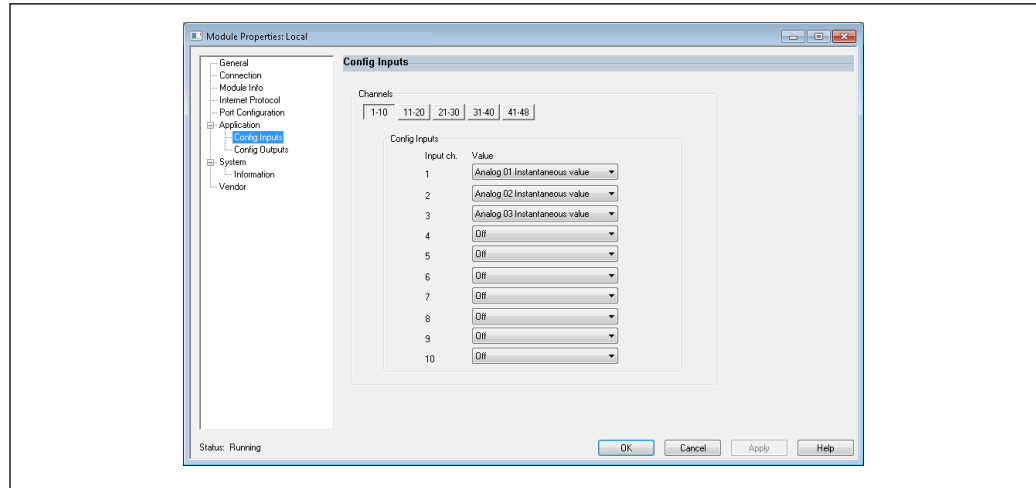 Module Properties: Local
General
Connection
Module Info
Internet Protocol
Port Configuration
Application
Config Inputs
Config Outputs
System
Information
Vendor
Config Inputs
Channels
1-10 11-20 21-30 31-40 41-48
Config Inputs
Input ch. Value
1 Analog 01 Instantaneous value
2 Analog 02 Instantaneous value
3 Analog 03 Instantaneous value
4 Off
5 Off
6 Off
7 Off
8 Off
9 Off
10 Off
Status: Running
OK Cancel Apply Help